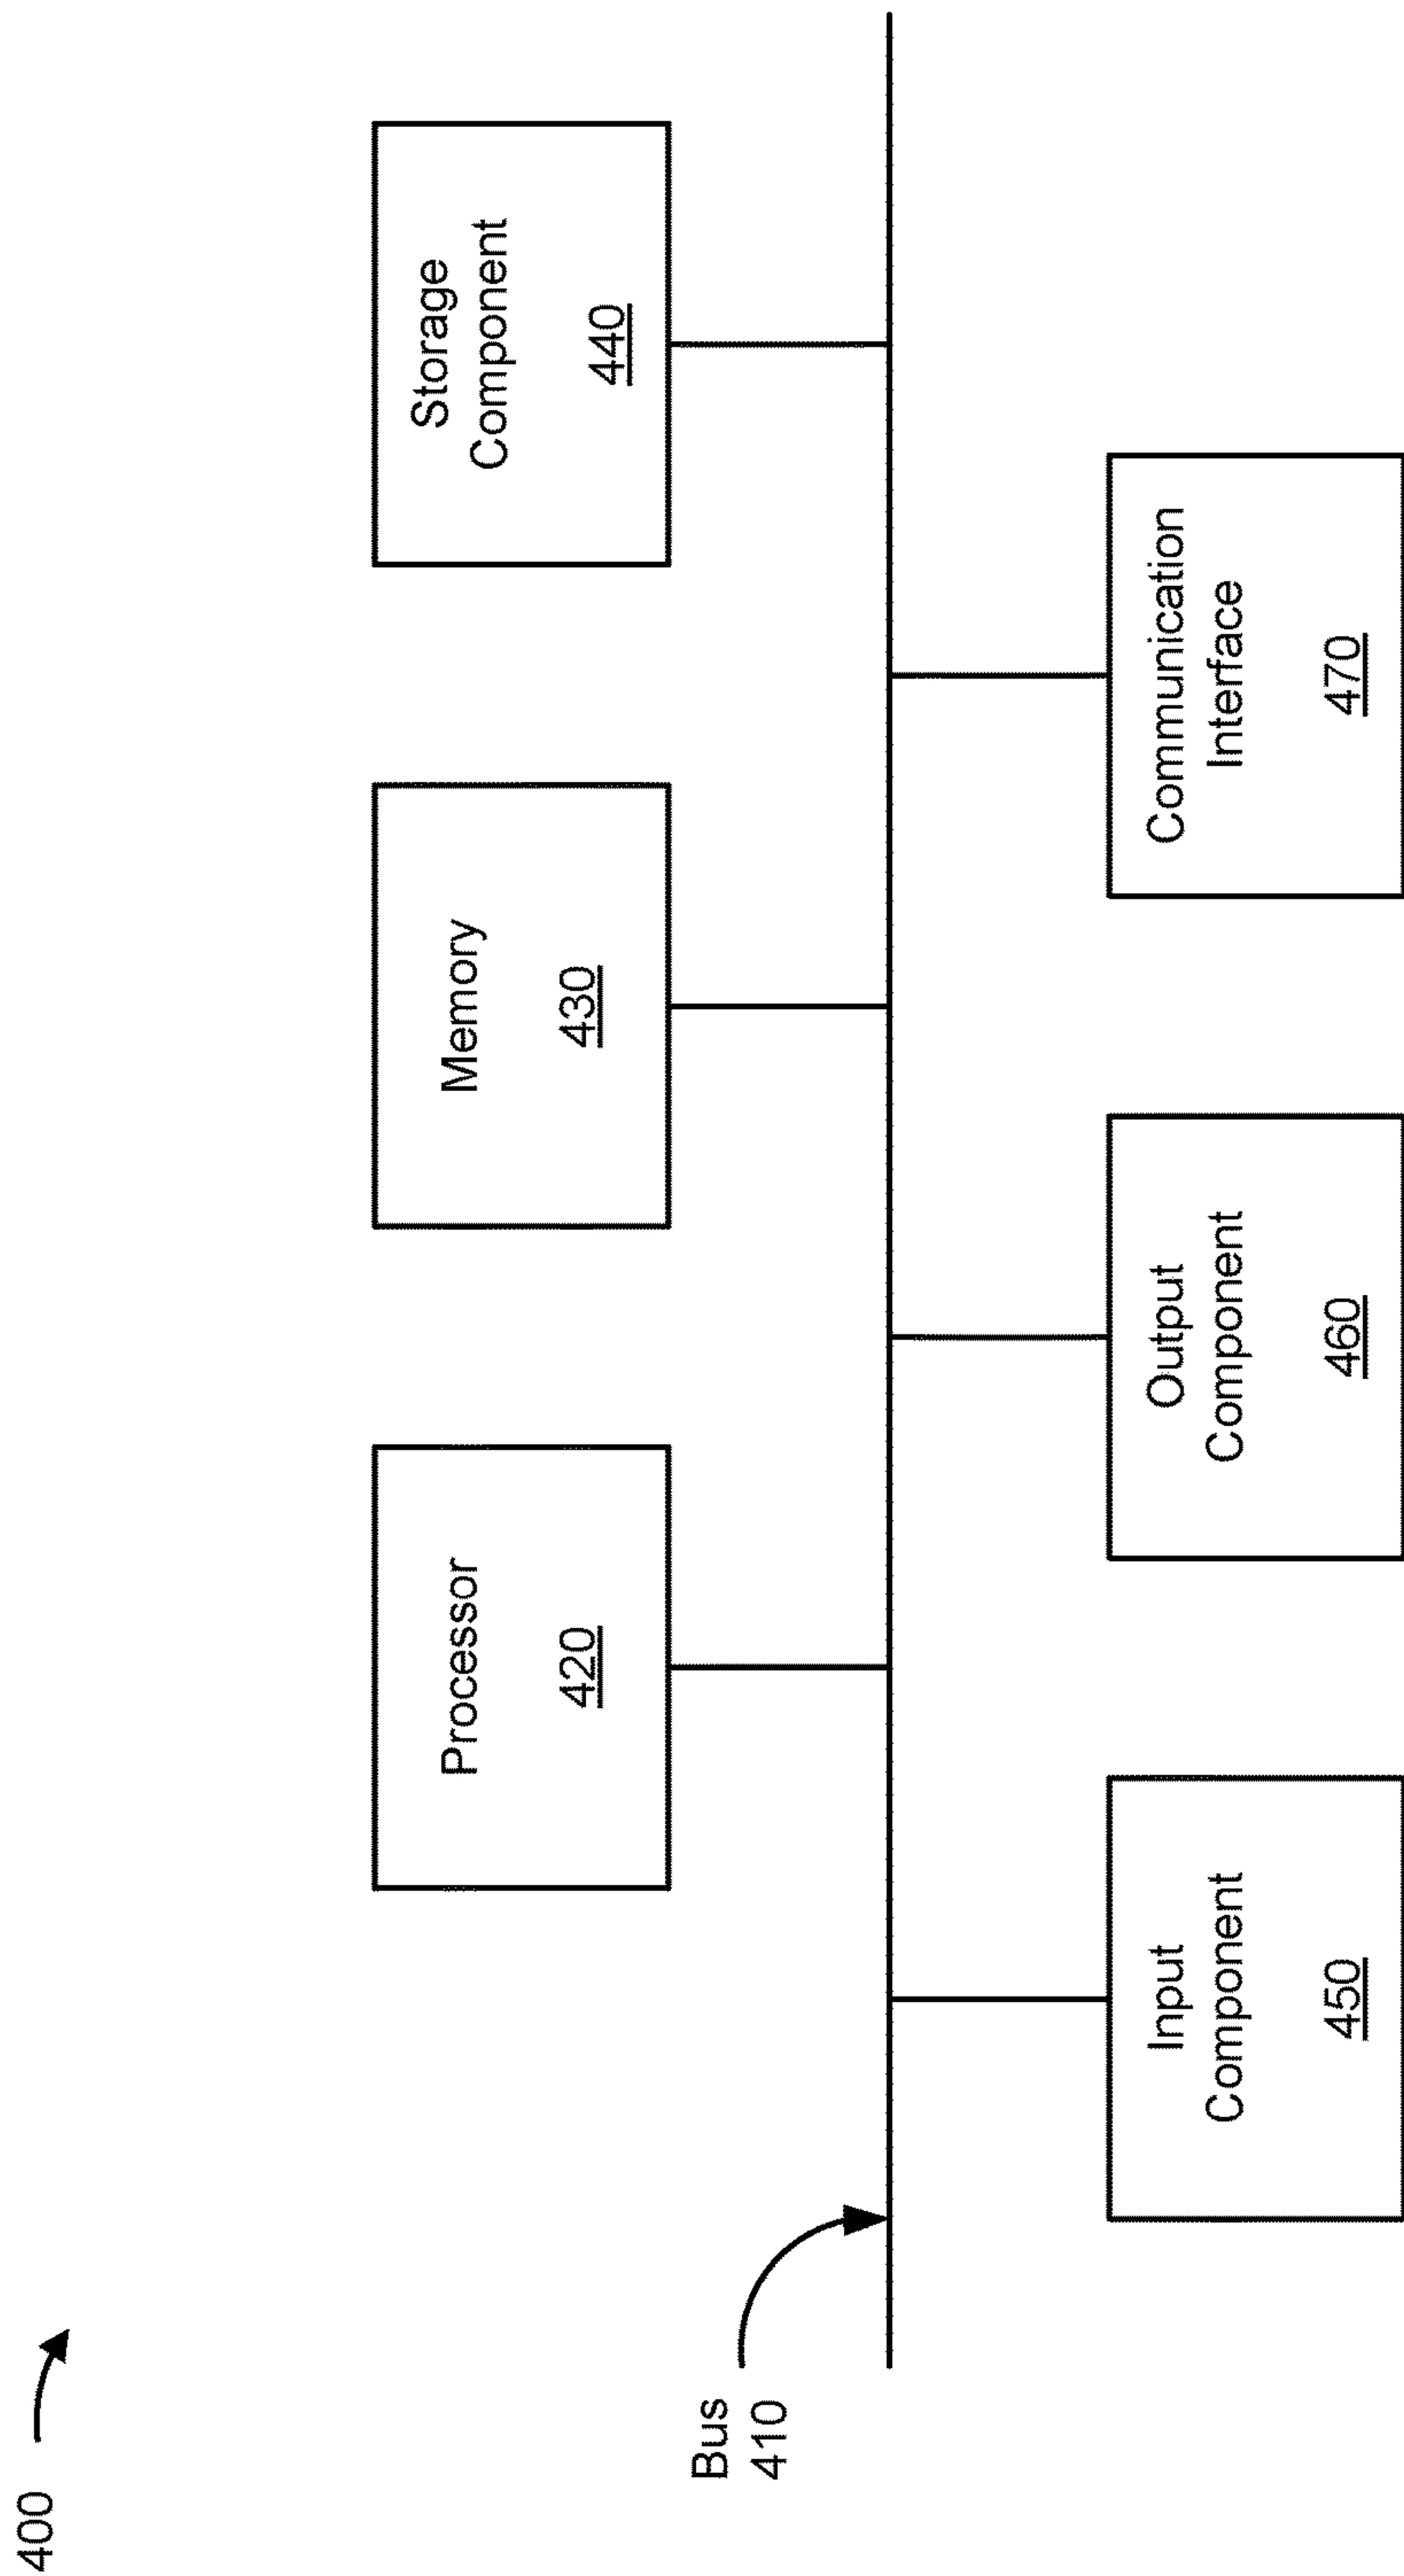 400
Processor
420
Memory
430
Storage
Component
440
Bus
410
Input
Component
450
Output
Component
460
Communication
Interface
470